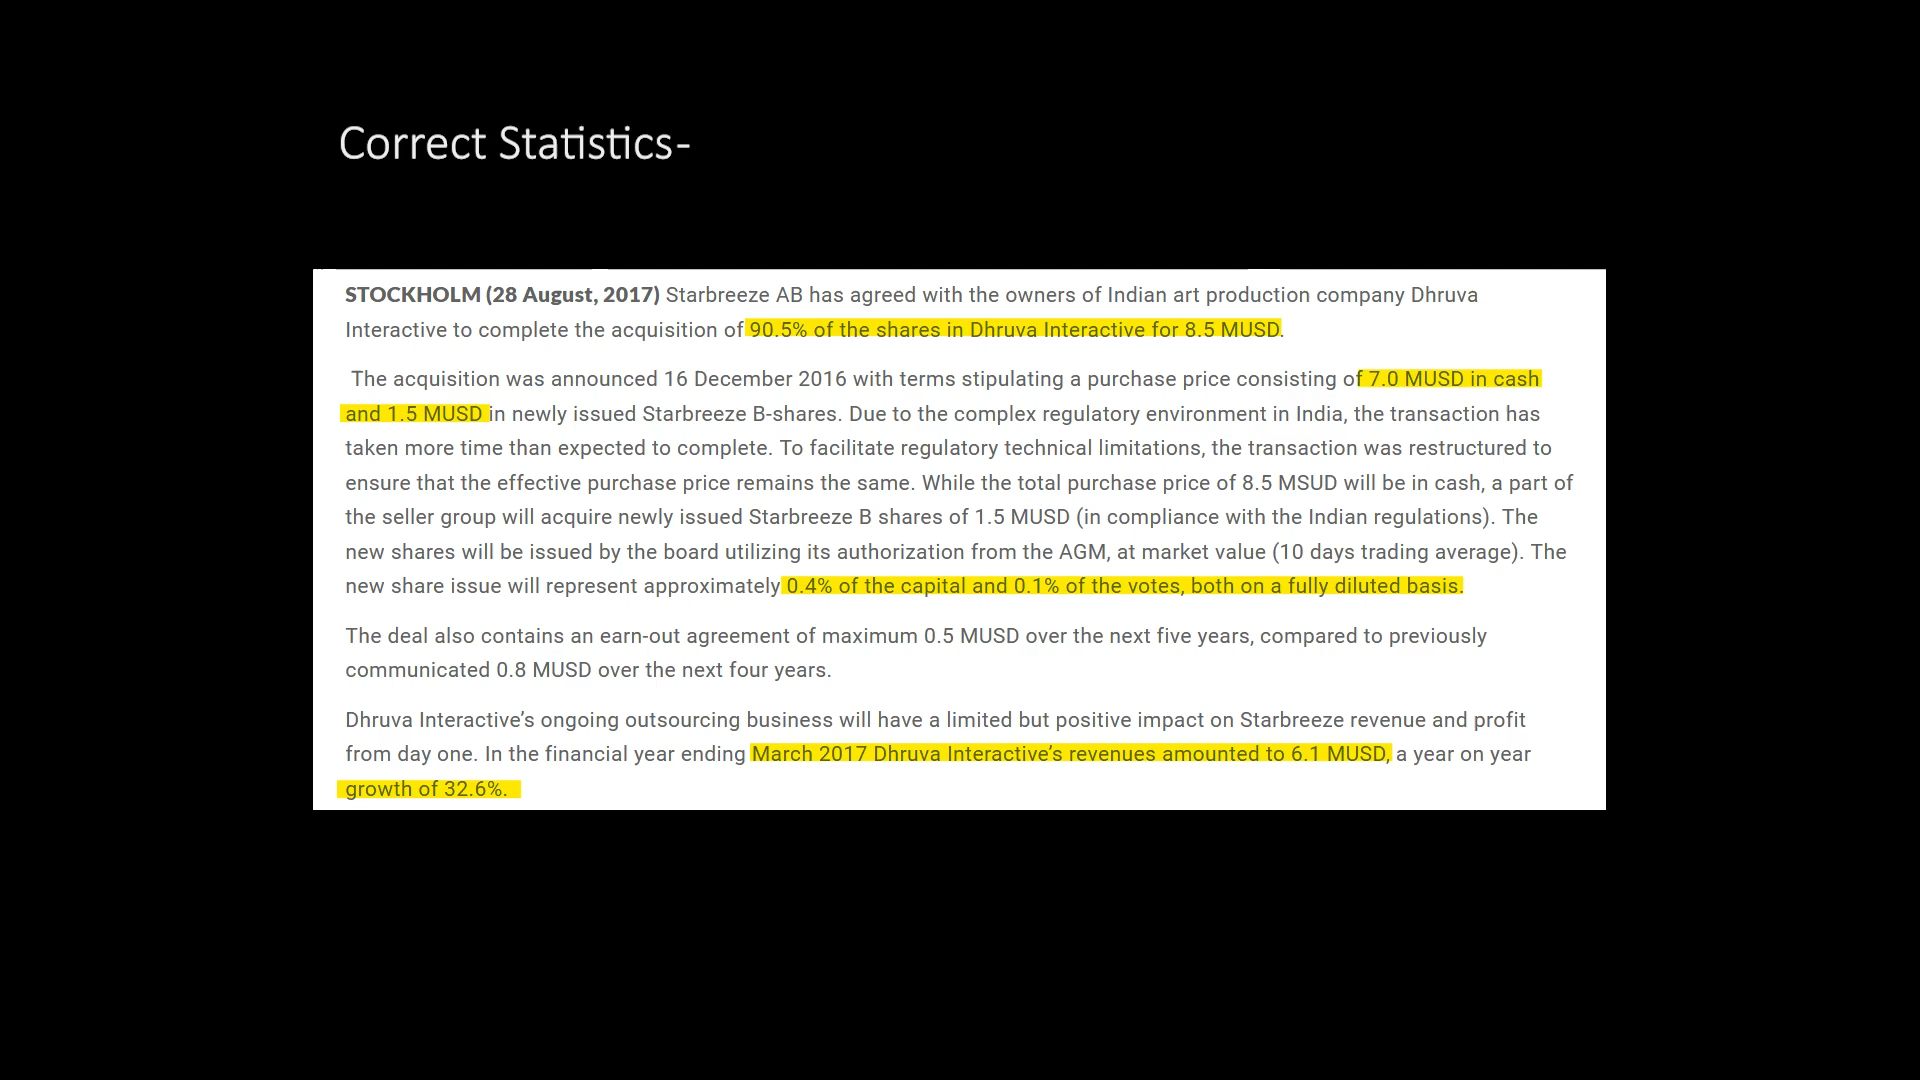 Correct Statistics-
STOCKHOLM (28 August, 2017) Starbreeze AB has agreed with the owners of Indian art production company Dhruva
Interactive to complete the acquisition of 90.5% of the shares in Dhruva Interactive for 8.5 MUSD.
The acquisition was announced 16 December 2016 with terms stipulating a purchase price consisting of 7.0 MUSD in cash
and 1.5 MUSD in newly issued Starbreeze B-shares. Due to the complex regulatory environment in India, the transaction has
taken more time than expected to complete. To facilitate regulatory technical limitations, the transaction was restructured to
ensure that the effective purchase price remains the same. While the total purchase price of 8.5 MSUD will be in cash, a part of
the seller group will acquire newly issued Starbreeze B shares of 1.5 MUSD (in compliance with the Indian regulations). The
new shares will be issued by the board utilizing its authorization from the AGM, at market value (10 days trading average). The
new share issue will represent approximately 0.4% of the capital and 0.1% of the votes, both on a fully diluted basis.
The deal also contains an earn-out agreement of maximum 0.5 MUSD over the next five years, compared to previously
communicated 0.8 MUSD over the next four years.
Dhruva Interactive’s ongoing outsourcing business will have a limited but positive impact on Starbreeze revenue and profit
from day one. In the financial year ending March 2017 Dhruva Interactive’s revenues amounted to 6.1 MUSD, a year on year
growth of 32.6%.